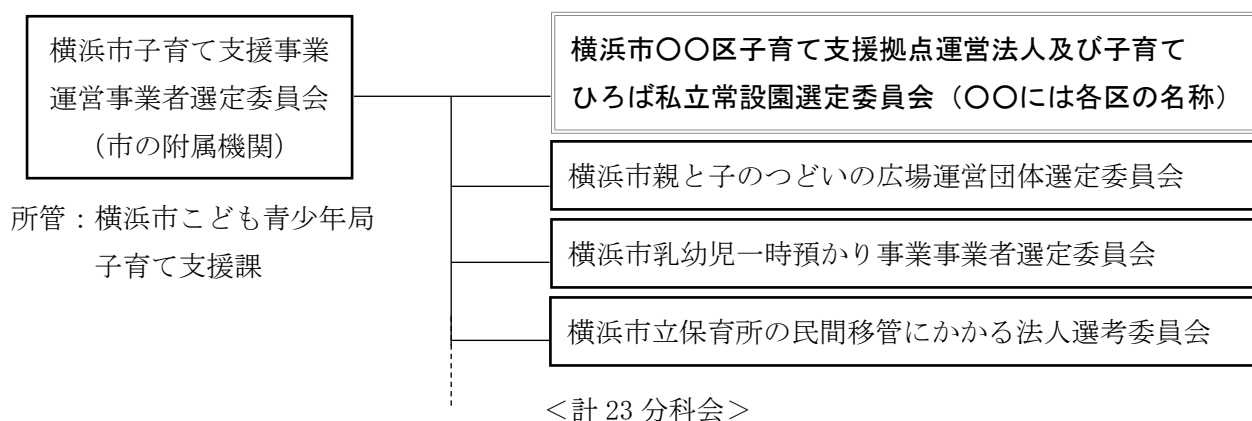 横浜市子育て支援事業
運営事業者選定委員会
（市の附属機関）
所管：横浜市こども青少年局
子育て支援課
横浜市〇〇区子育て支援拠点運営法人及び子育て
ひろば私立常設園選定委員会（〇〇には各区の名称）
横浜市親と子のつどいの広場運営団体選定委員会
横浜市乳幼児一時預かり事業事業者選定委員会
横浜市立保育所の民間移管にかかる法人選考委員会
＜計 23 分科会＞